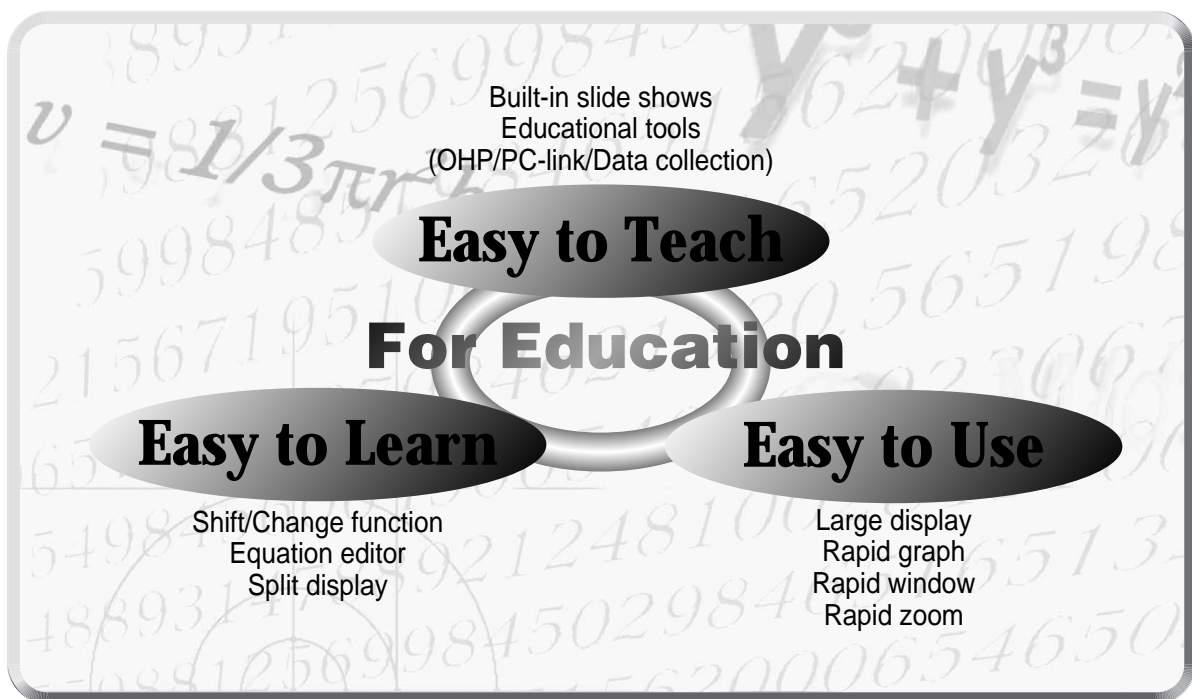 Built-in slide shows
Educational tools
(OHP/PC-link/Data collection)
Easy to Teach
For Education
Easy to Learn
Shift/Change function
Equation editor
Split display
Easy to Use
Large display
Rapid graph
Rapid window
Rapid zoom